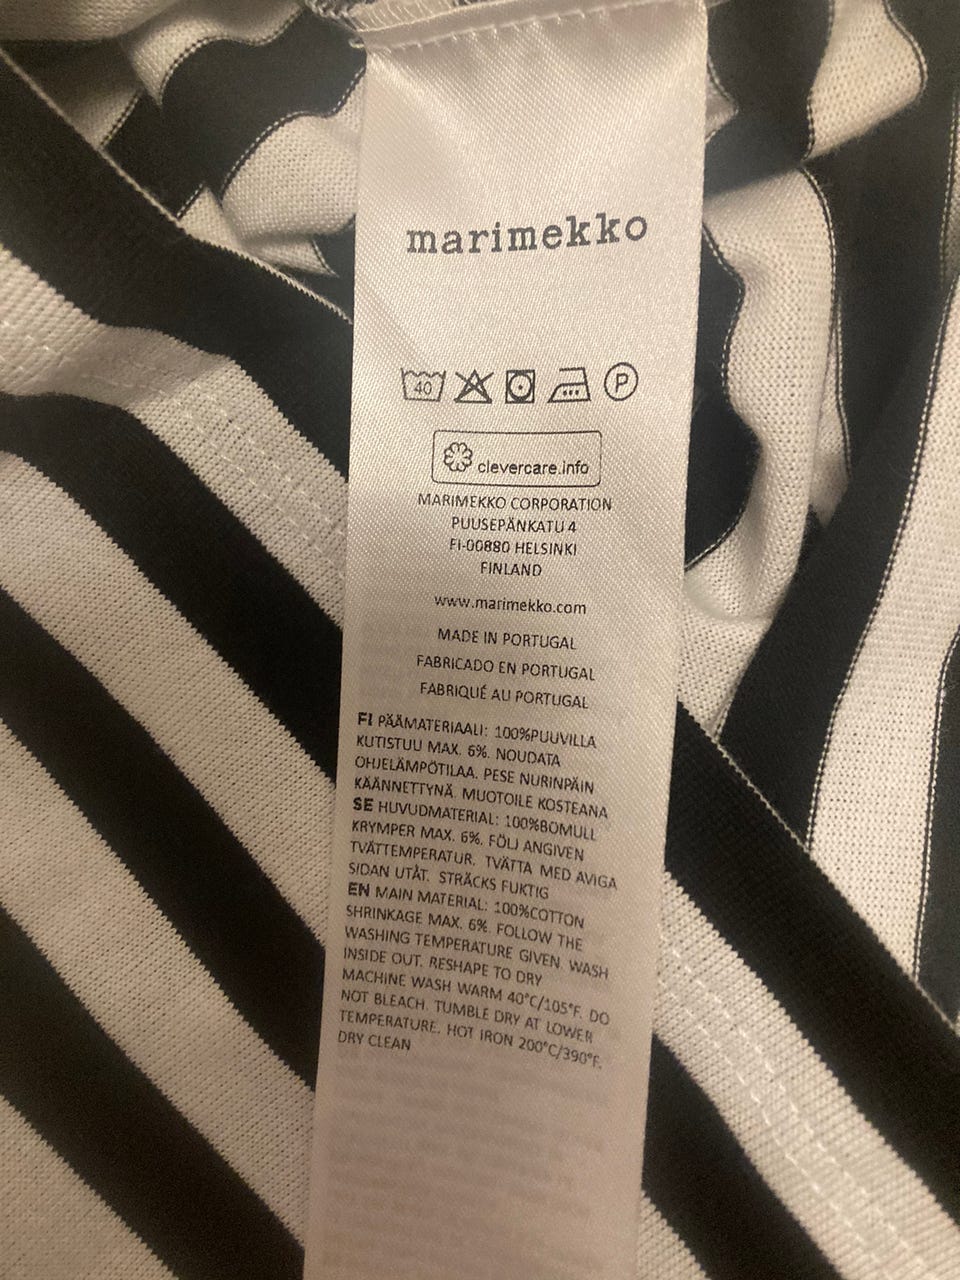 marimekko
40
P
clevercare.info
MARIMEKKO CORPORATION
PUUSEPÄNKATU 4
FI-00880 HELSINKI
FINLAND
www.marimekko.com
MADE IN PORTUGAL
FABRICADO EN PORTUGAL
FABRIQUÉ AU PORTUGAL
FI PÄÄMATERIAALI: 100%PUUVILLA
KUTISTUU MAX. 6%. NOUDATA
OHJELÄMPÖTILAA. PESE NURINPÄIN
KÄÄNNETTYNÄ. MUOTOILE KOSTEANA
SE HUVUDMATERIAL: 100%BOMULL
KRYMPER MAX. 6%. FÖLJ ANGIVEN
TVÄTTEMPERATUR. TVÄTTA MED AVIGA
SIDAN UTÅT. STRÄCKS FUKTIG
EN MAIN MATERIAL: 100%COTTON
SHRINKAGE MAX. 6%. FOLLOW THE
WASHING TEMPERATURE GIVEN. WASH
INSIDE OUT. RESHAPE TO DRY
MACHINE WASH WARM 40°C/105°F. DO
NOT BLEACH. TUMBLE DRY AT LOWER
TEMPERATURE. HOT IRON 200°C/390°F.
DRY CLEAN